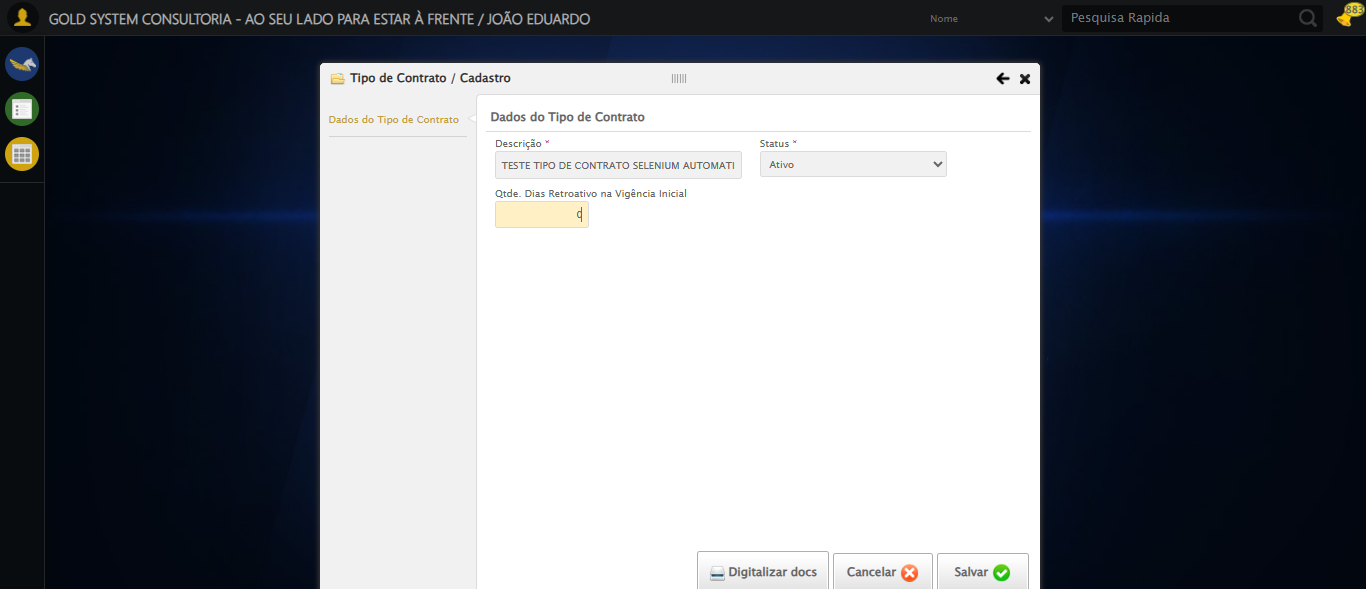 GOLD SYSTEM CONSULTORIA - AO SEU LADO PARA ESTAR À FRENTE / JOÃO EDUARDO
Nome
Pesquisa Rapida
883
Tipo de Contrato / Cadastro
Dados do Tipo de Contrato
Dados do Tipo de Contrato
Descrição *
Status *
TESTE TIPO DE CONTRATO SELENIUM AUTOMATI
Ativo
Qtde. Dias Retroativo na Vigência Inicial
0
Digitalizar docs
Cancelar
Salvar